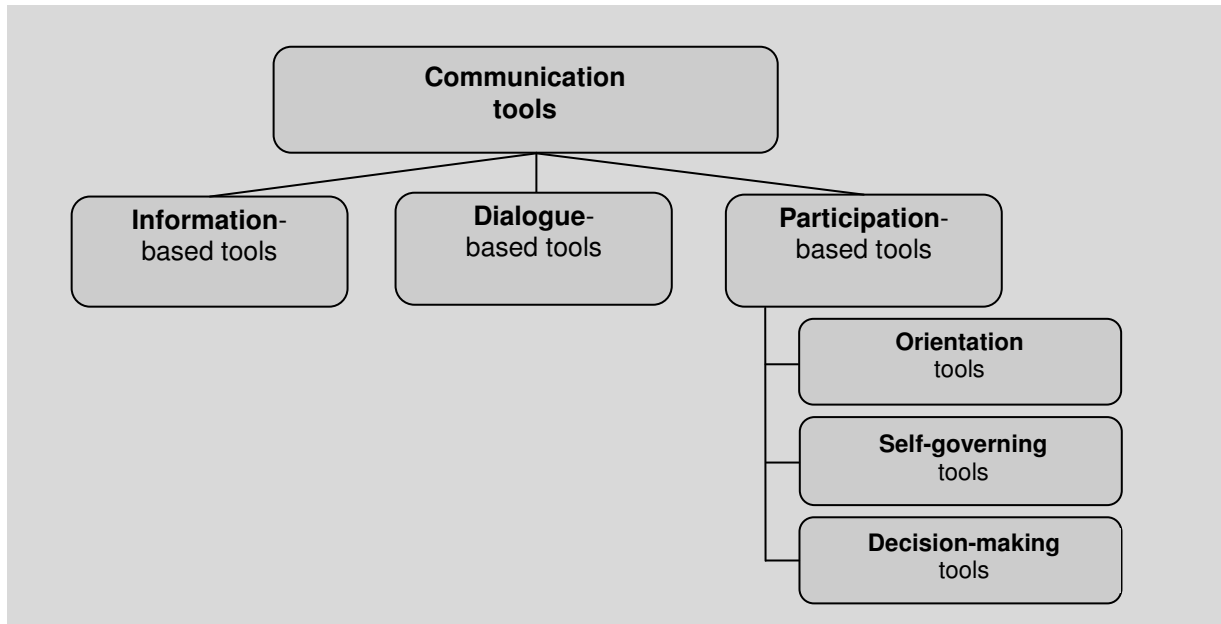 Communication
tools
Information-
based tools
Dialogue-
based tools
Participation-
based tools
Orientation
tools
Self-governing
tools
Decision-making
tools